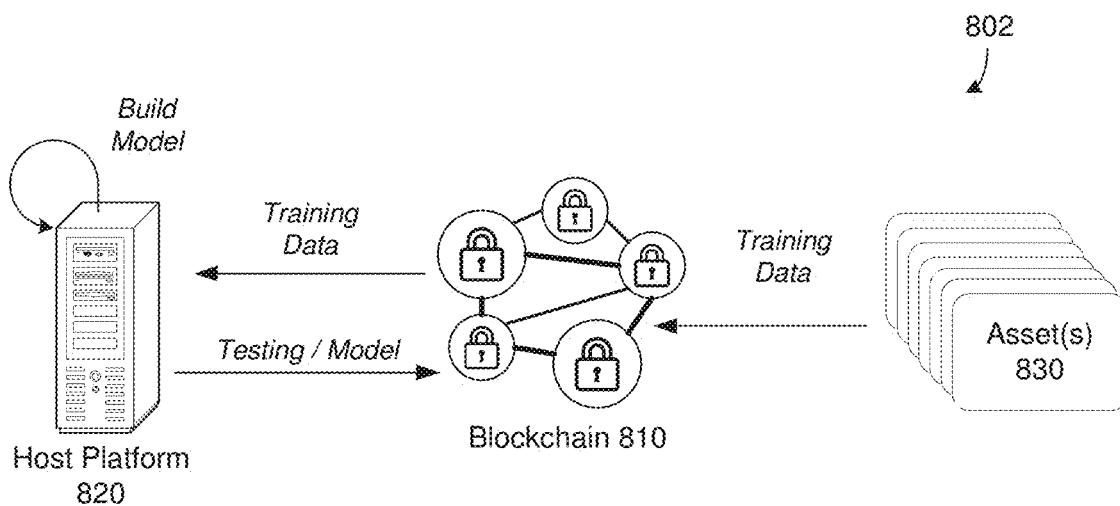 802
Build
Model
Training
Data
Training
Data
Testing / Model
Asset(s)
830
Blockchain 810
Host Platform
820